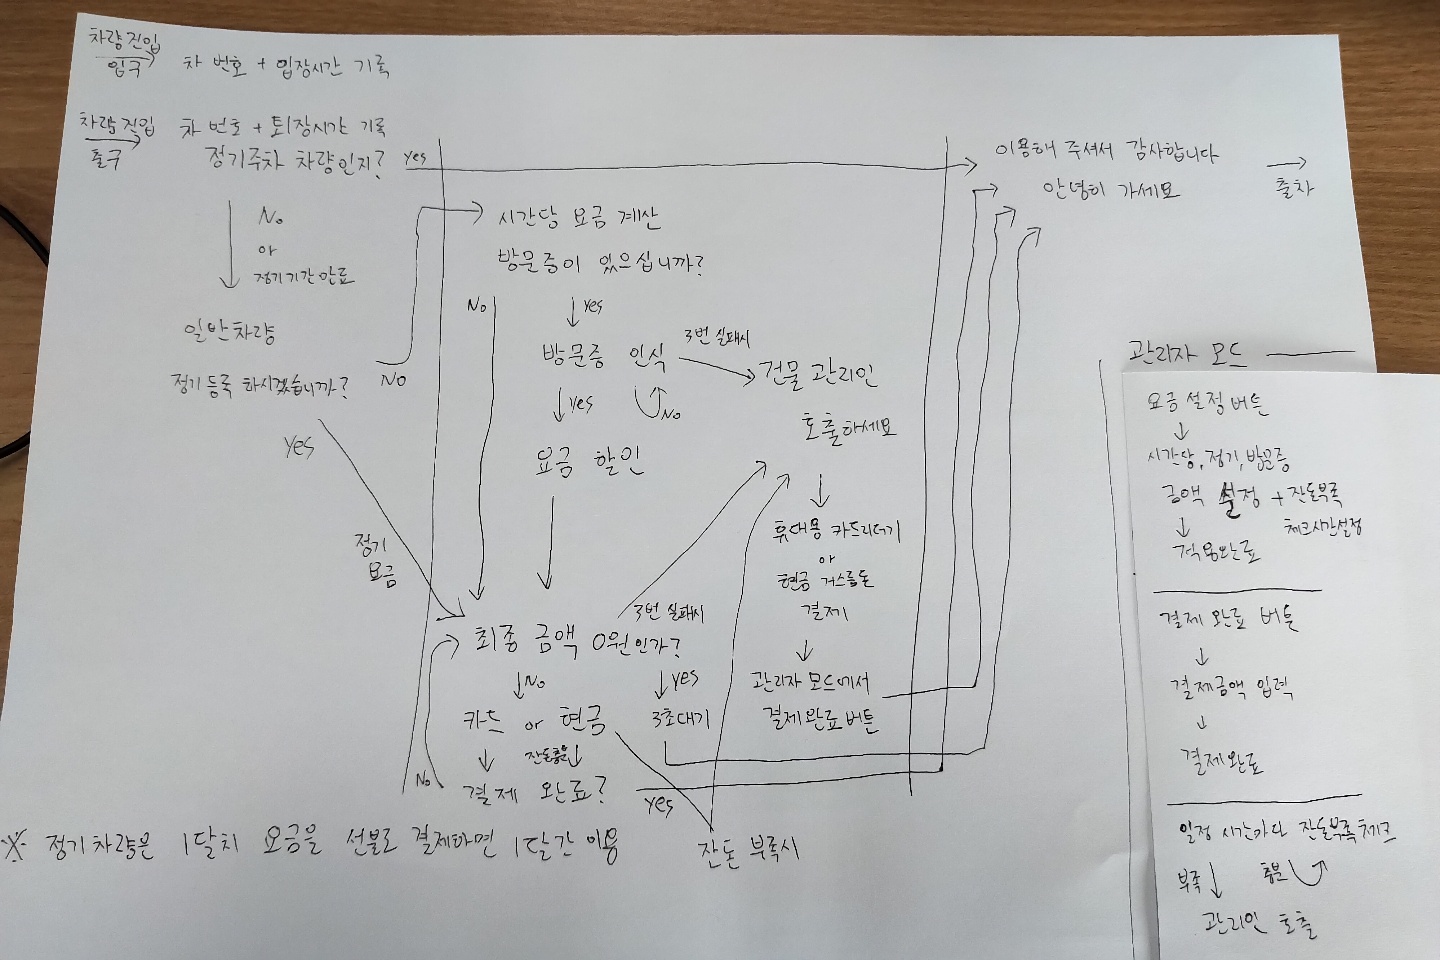 차량진입
입구
차 번호 + 입장시간 기록
차량 진입
출구
차 번호 + 퇴장시간 기록
정기주차 차량인지?
Yes
이용해 주셔서 감사합니다
안녕히 가세요
출차
No
or
정기기간만료
시간당 요금 계산
방문증이 있으십니까?
No
Yes
일반차량
정기등록 하시겠습니까?
No
Yes
정기
요금
방문증 인식
3번 실패시
Yes
No
요금 할인
건물 관리인
호출하세요
휴대용 카드리더기
or
현금 거스름돈
결제
관리자 모드에서
결제완료버튼
최종 금액 0원인가?
3번 실패시
No
Yes
카드 or 현금
3초대기
잔돈충분
No
결제 완료?
Yes
잔돈 부족시
※ 정기차량은 1달치 요금을 선불로 결제하면 1달간 이용
관리자 모드
요금 설정 버튼
시간당, 정기, 방문증
금액 설정 + 잔돈부족
체크시간설정
적용완료
결제 완료 버튼
결제금액 입력
결제완료
일정 시간마다 잔돈부족체크
부족
충분
관리인 호출